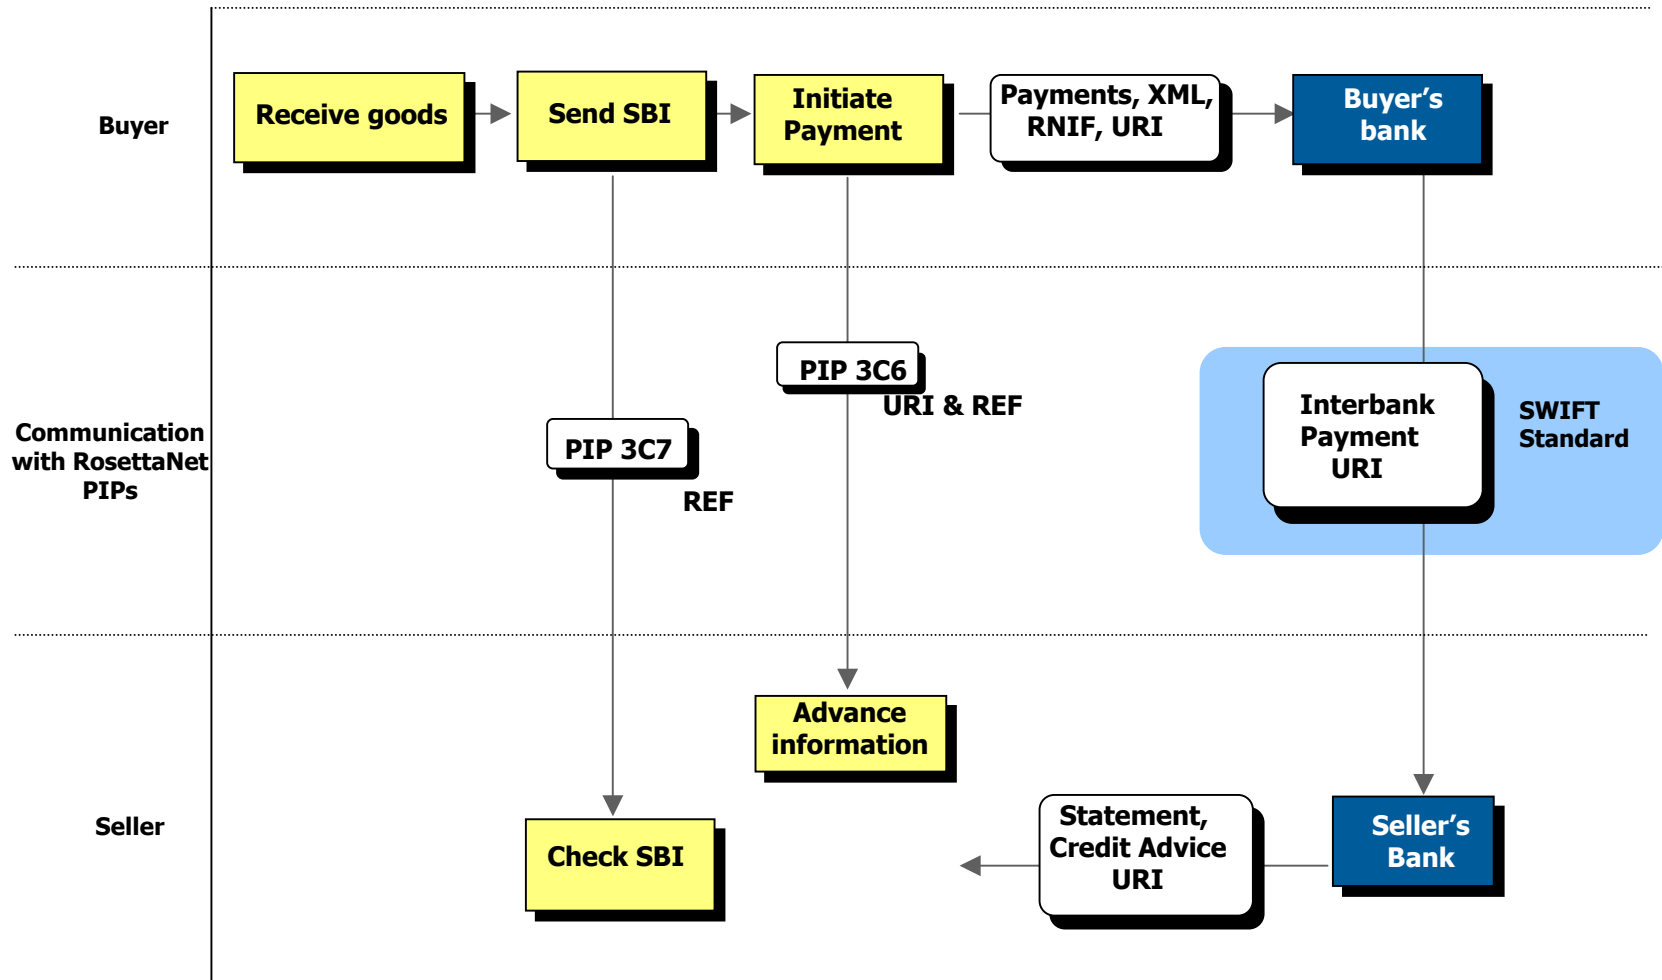 Buyer
Receive goods
Send SBI
Initiate
Payment
Payments, XML,
RNIF, URI
Buyer’s
bank
Communication
with RosettaNet
PIPs
PIP 3C7
REF
PIP 3C6
URI & REF
Interbank
Payment
URI
SWIFT
Standard
Seller
Check SBI
Advance
information
Statement,
Credit Advice
URI
Seller’s
Bank